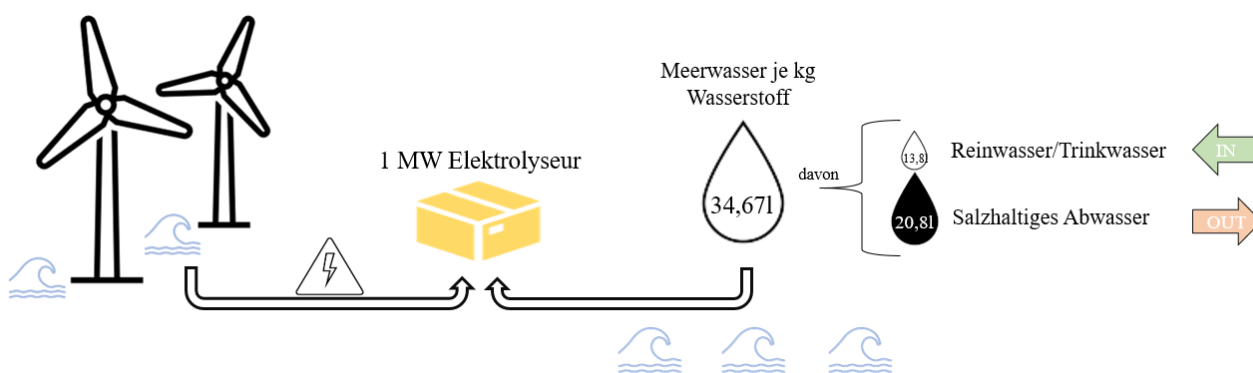 Meerwasser je kg
Wasserstoff
1 MW Elektrolyseur
34,67l
davon
13,8l
Reinwasser/Trinkwasser
IN
20,8l
Salzhaltiges Abwasser
OUT